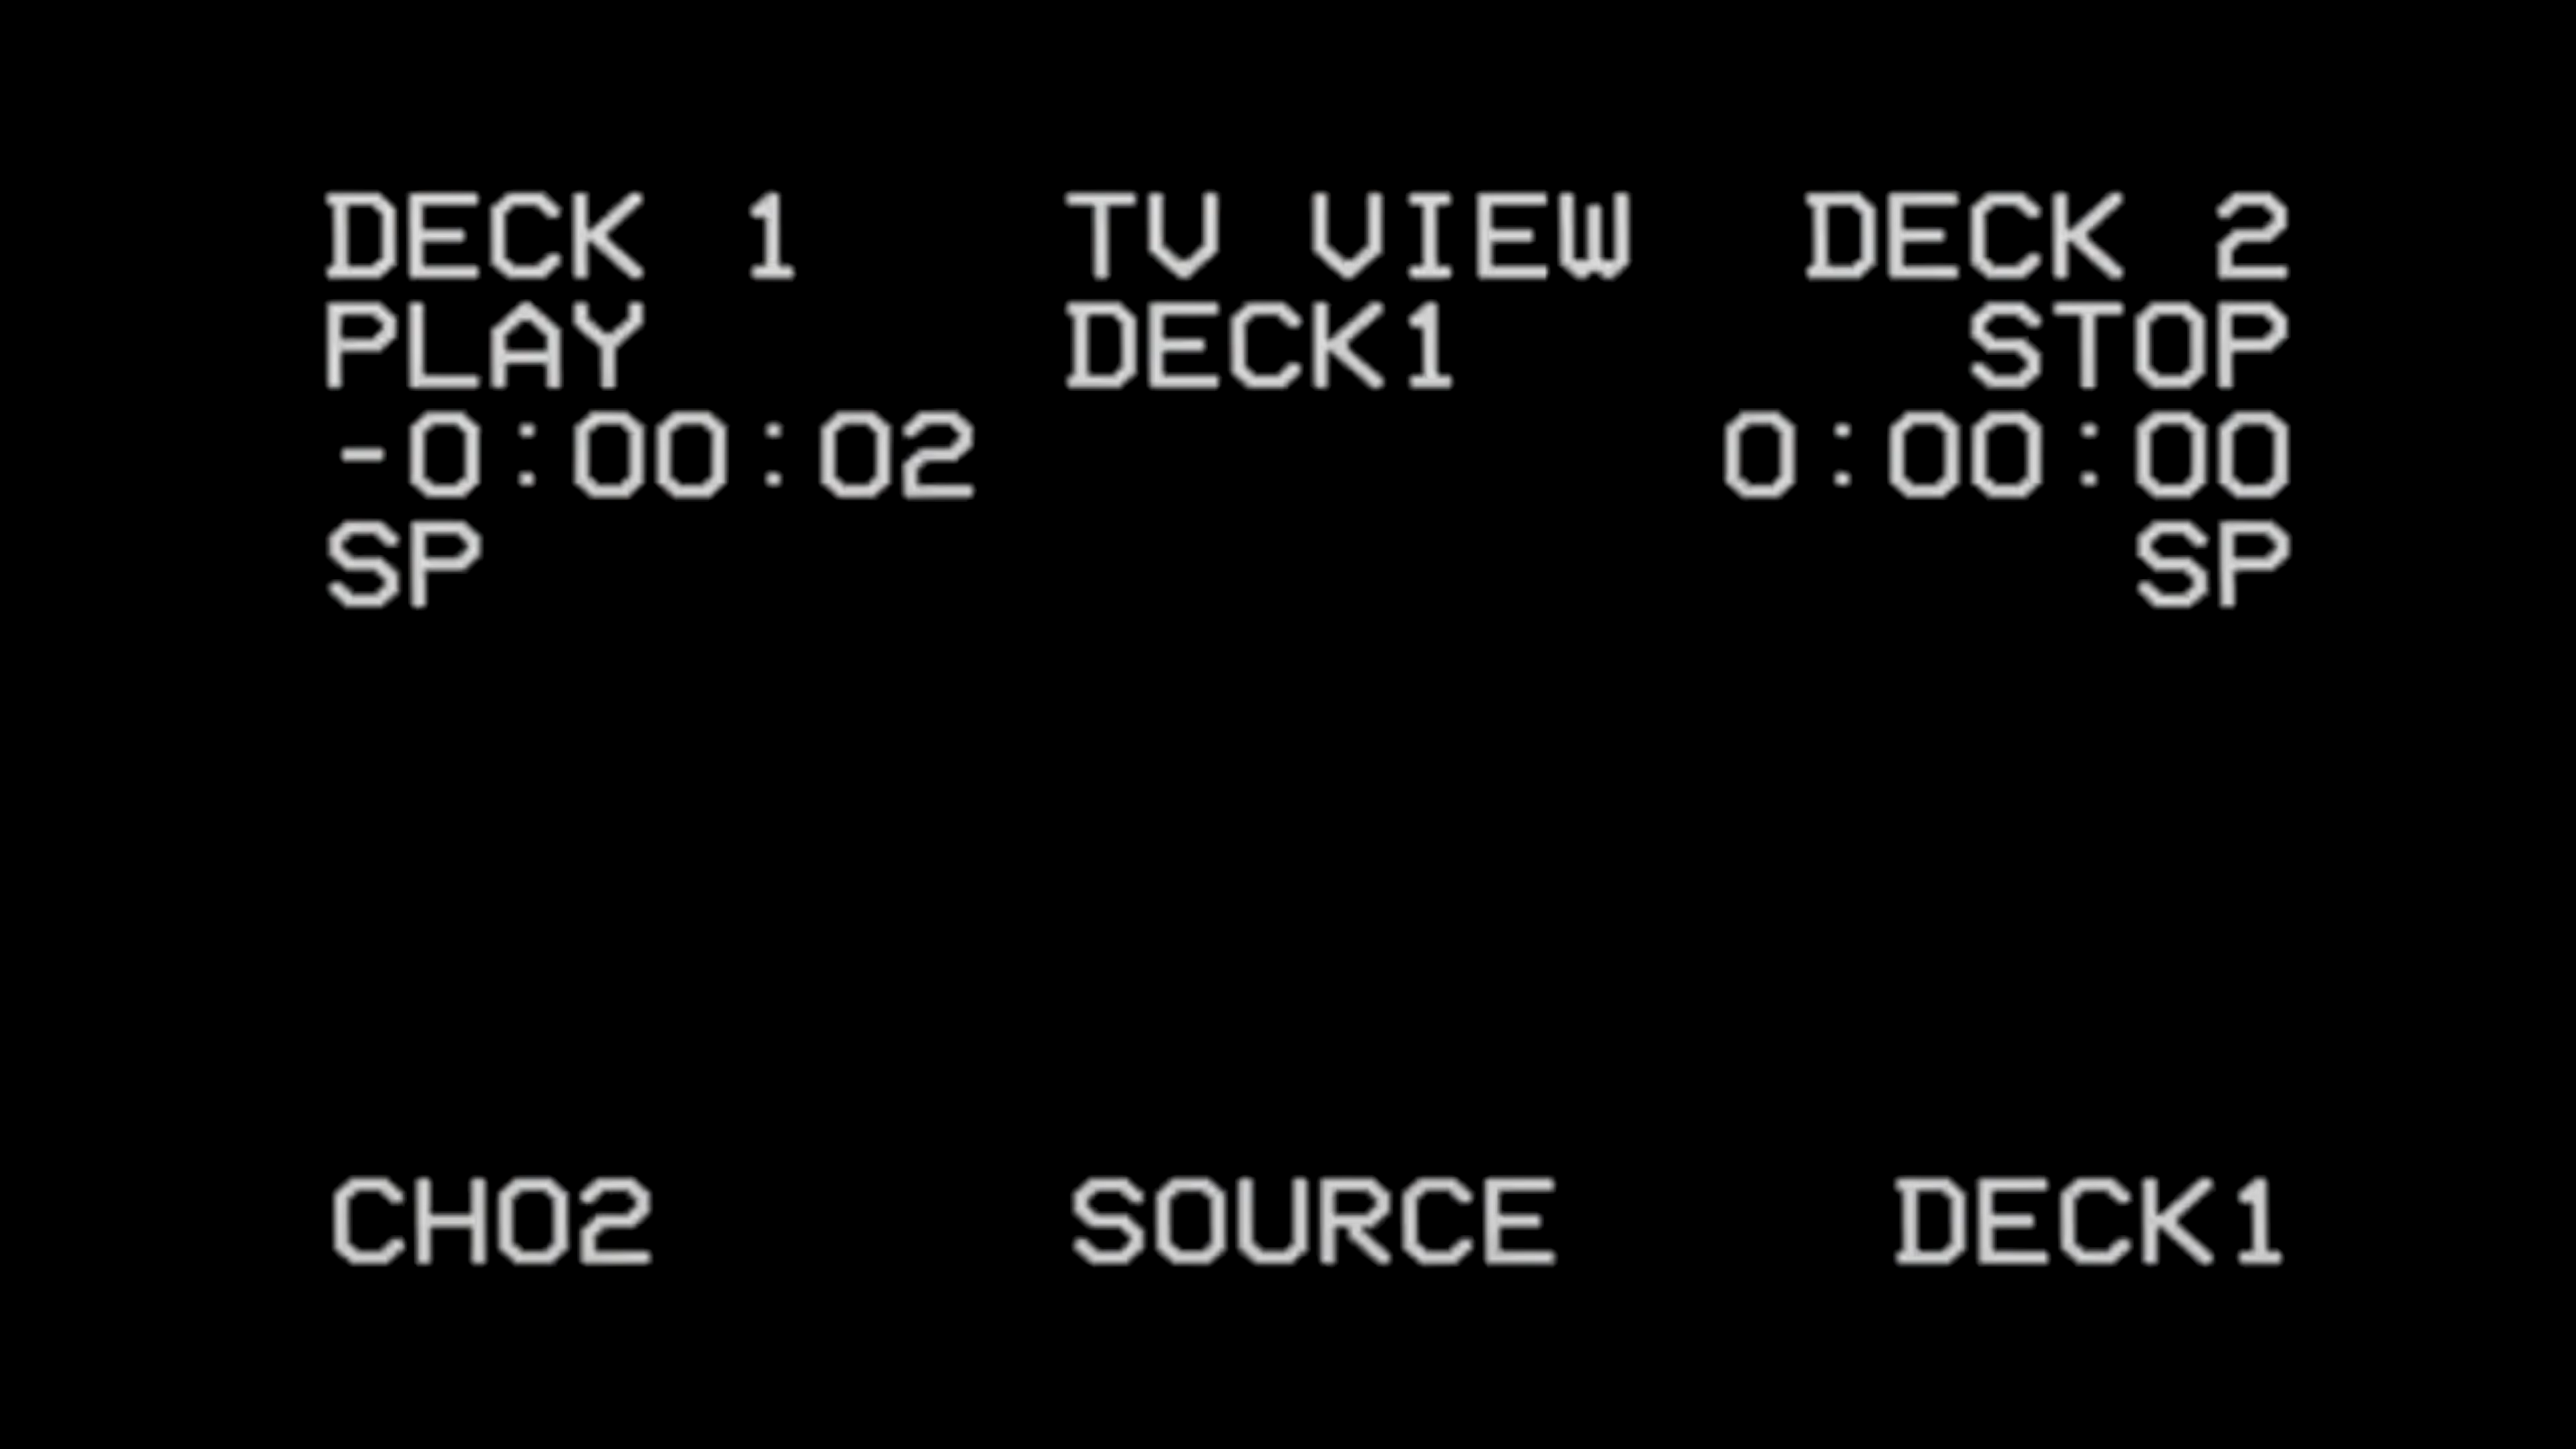 DECK 1 TV VIEW DECK 2
PLAY DECK1 STOP
-0:00:02 0:00:00
SP SP
CH02 SOURCE DECK1